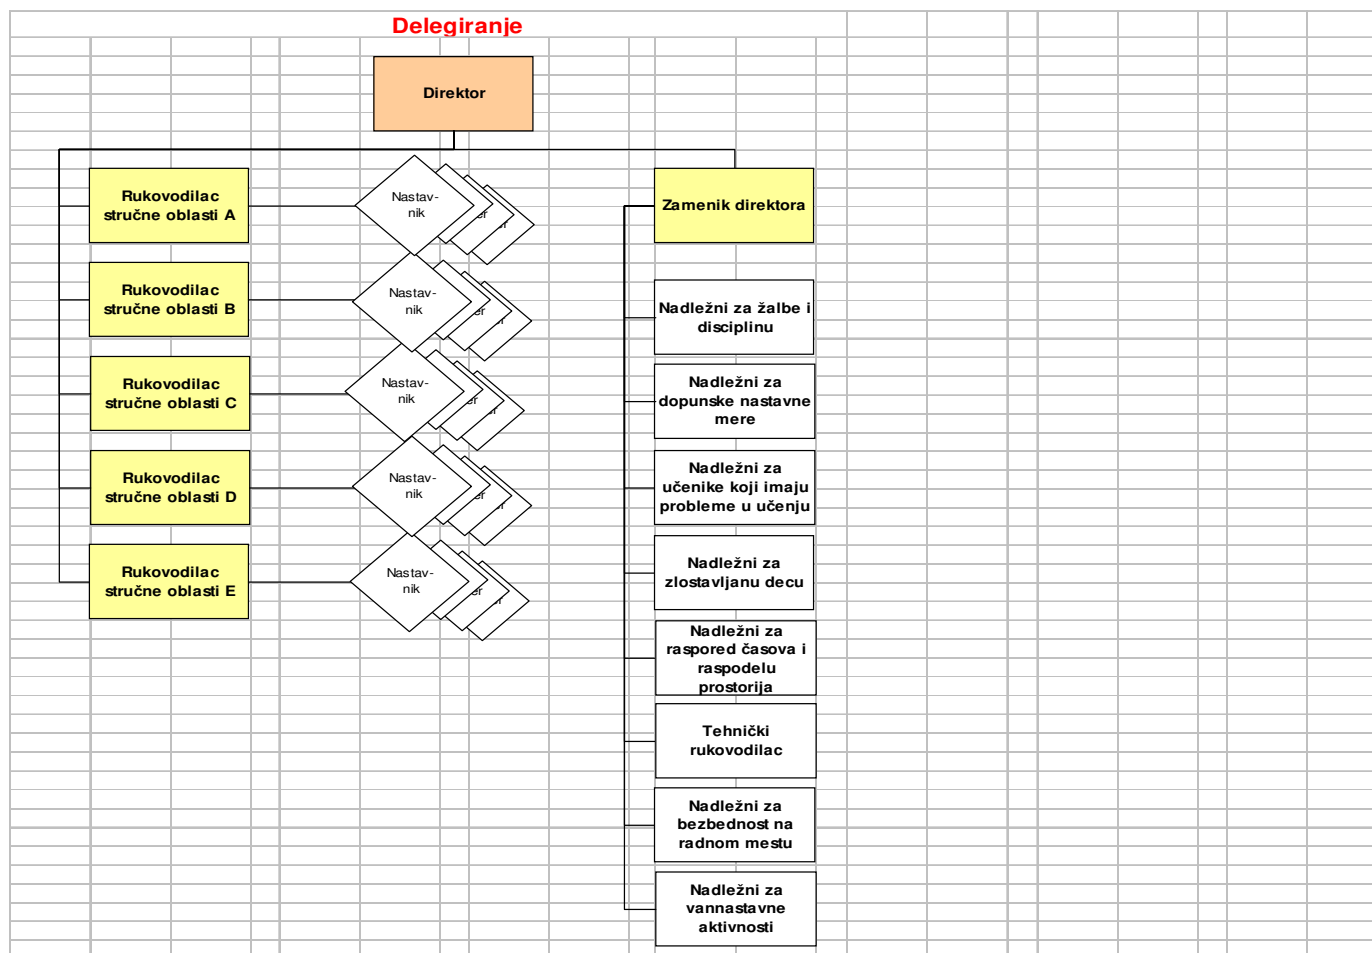 Delegiranje
Direktor
Rukovodilac
stručne oblasti A
Nastav-
nik
Zamenik direktora
Rukovodilac
stručne oblasti B
Nastav-
nik
Nadležni za žalbe i
disciplinu
Rukovodilac
stručne oblasti C
Nastav-
nik
Nadležni za
dopunske nastavne
mere
Rukovodilac
stručne oblasti D
Nastav-
nik
Nadležni za
učenike koji imaju
probleme u učenju
Rukovodilac
stručne oblasti E
Nastav-
nik
Nadležni za
zlostavljanu decu
Nadležni za
raspored časova i
raspodelu
prostorija
Tehnički
rukovodilac
Nadležni za
bezbednost na
radnom mestu
Nadležni za
vannastavne
aktivnosti